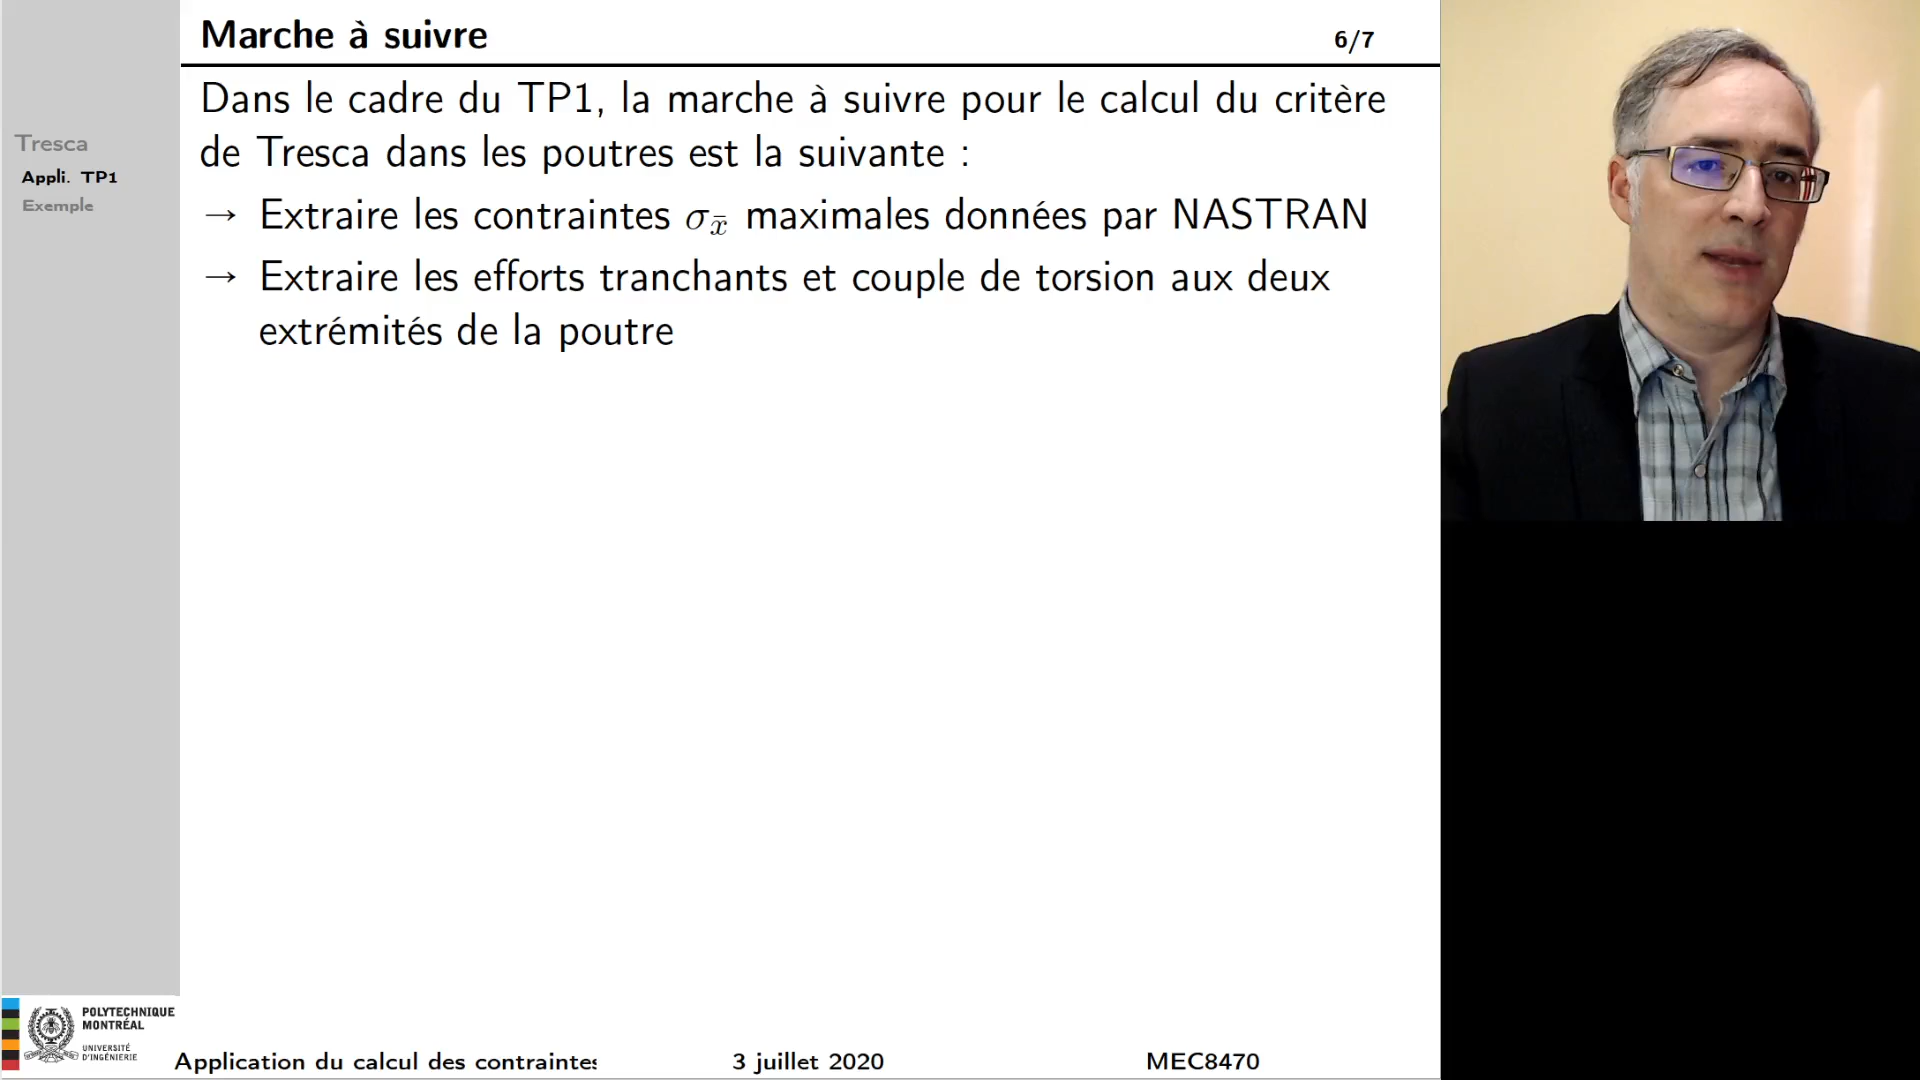 Marche à suivre
6/7
Dans le cadre du TP1, la marche à suivre pour le calcul du critère
de Tresca dans les poutres est la suivante :
→ Extraire les contraintes σx̄ maximales données par NASTRAN
→ Extraire les efforts tranchants et couple de torsion aux deux
extrémités de la poutre
Tresca
Appli. TP1
Exemple
POLYTECHNIQUE
MONTRÉAL
UNIVERSITÉ
D'INGÉNIERIE
Application du calcul des contraintes
3 juillet 2020
MEC8470